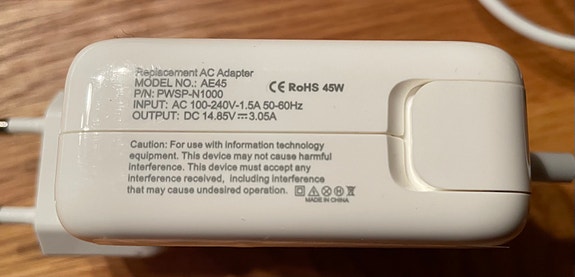 Replacement AC Adapter
MODEL NO.: AE45
P/N: PWSP-N1000
CE RoHS 45W
INPUT: AC 100-240V-1.5A 50-60Hz
OUTPUT: DC 14.85V⎓3.05A
Caution: For use with information technology
equipment. This device may not cause harmful
interference. This device must accept any
interference received, including interference
that may cause undesired operation.
MADE IN CHINA